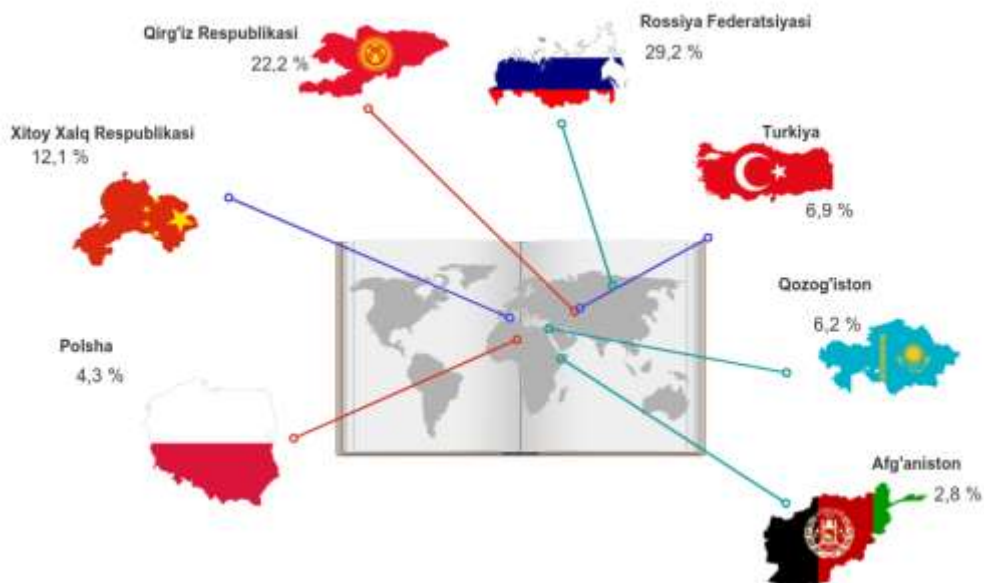 Qirg'iz Respublikasi
22,2 %
Rossiya Federatsiyasi
29,2 %
Xitoy Xalq Respublikasi
12,1 %
Turkiya
6,9 %
Qozog'iston
6,2 %
Polsha
4,3 %
Afg'aniston
2,8 %